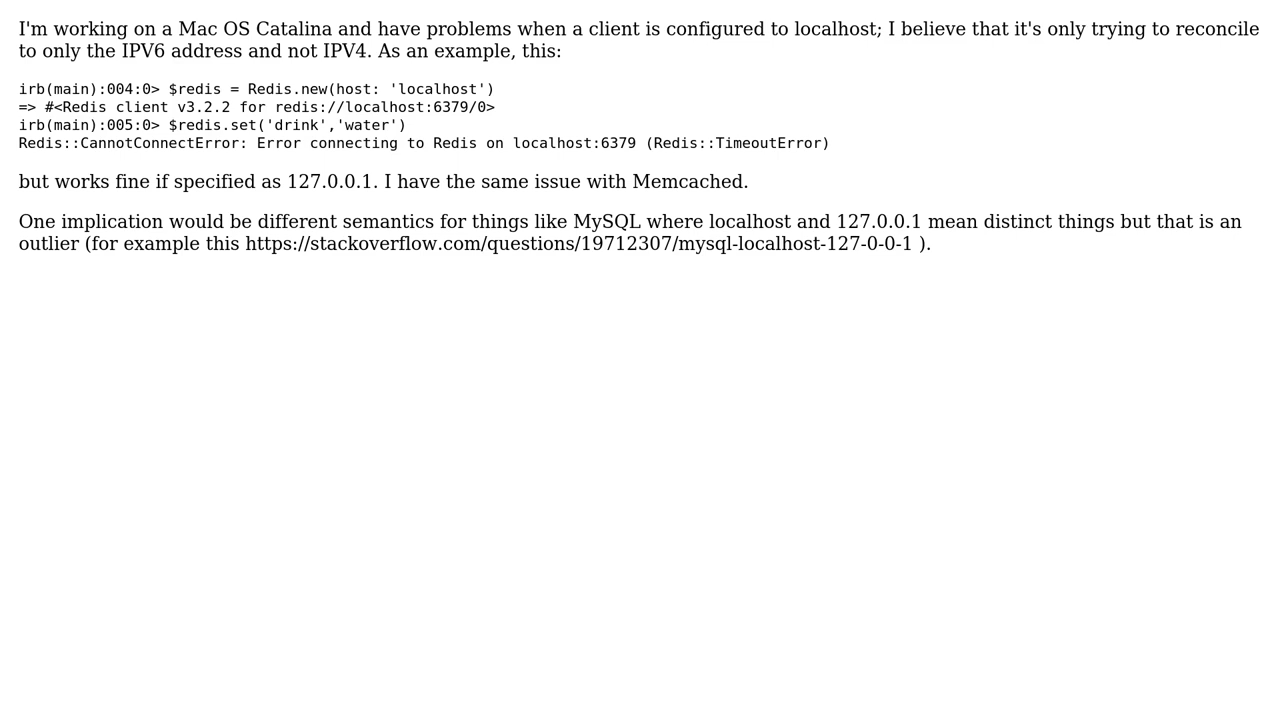 I'm working on a Mac OS Catalina and have problems when a client is configured to localhost; I believe that it's only trying to reconcile
to only the IPV6 address and not IPV4. As an example, this:
irb(main):004:0> $redis = Redis.new(host: 'localhost')
=> #<Redis client v3.2.2 for redis://localhost:6379/0>
irb(main):005:0> $redis.set('drink','water')
Redis::CannotConnectError: Error connecting to Redis on localhost:6379 (Redis::TimeoutError)
but works fine if specified as 127.0.0.1. I have the same issue with Memcached.
One implication would be different semantics for things like MySQL where localhost and 127.0.0.1 mean distinct things but that is an
outlier (for example this https://stackoverflow.com/questions/19712307/mysql-localhost-127-0-0-1 ).